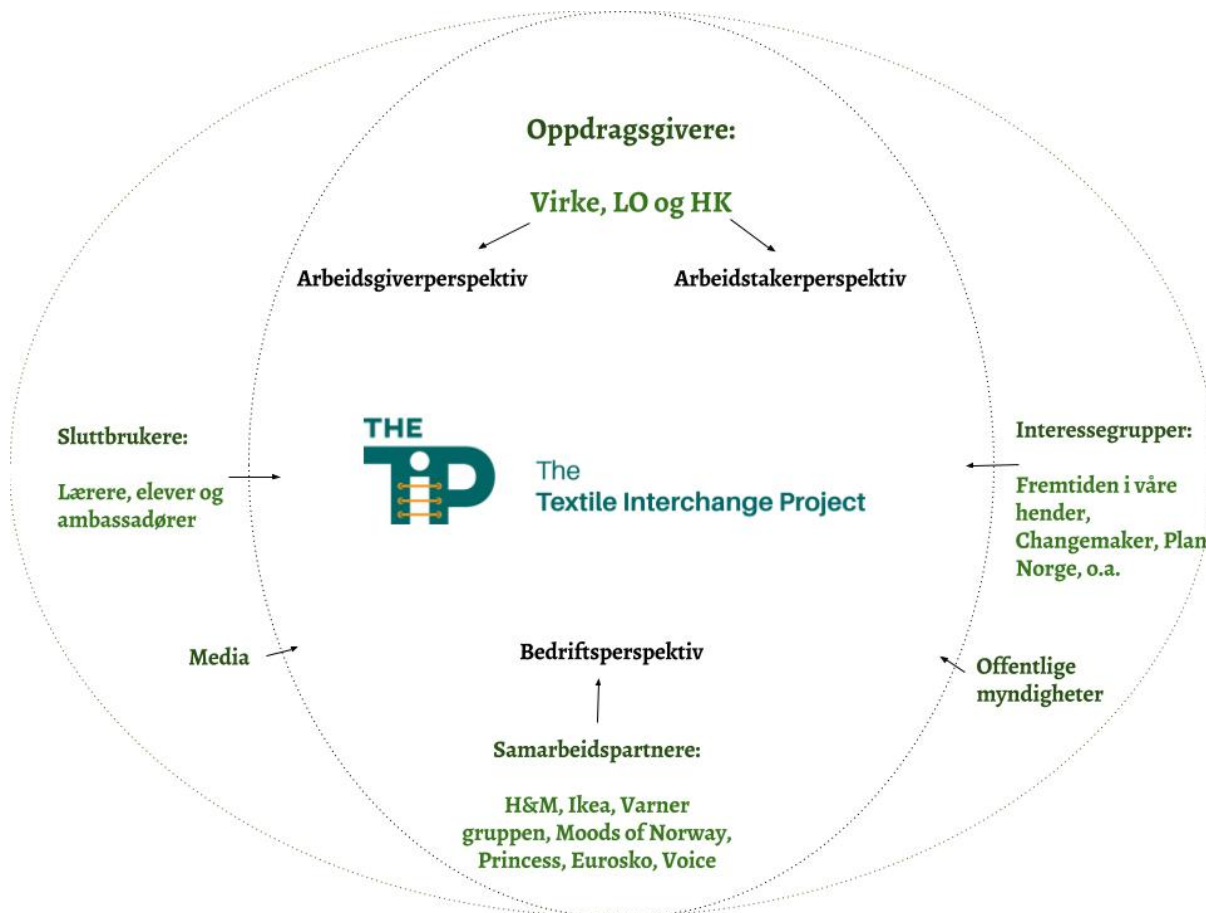 Oppdragsgivere:
Virke, LO og HK
Arbeidsgiverperspektiv
Arbeidstakerperspektiv
Sluttbrukere:
Lærere, elever og
ambassadører
THE
TiP
The
Textile Interchange Project
Interessegrupper:
Fremtiden i våre
hender,
Changemaker, Plan
Norge, o.a.
Media
Bedriftsperspektiv
Offentlige
myndigheter
Samarbeidspartnere:
H&M, Ikea, Varner
gruppen, Moods of Norway,
Princess, Eurosko, Voice